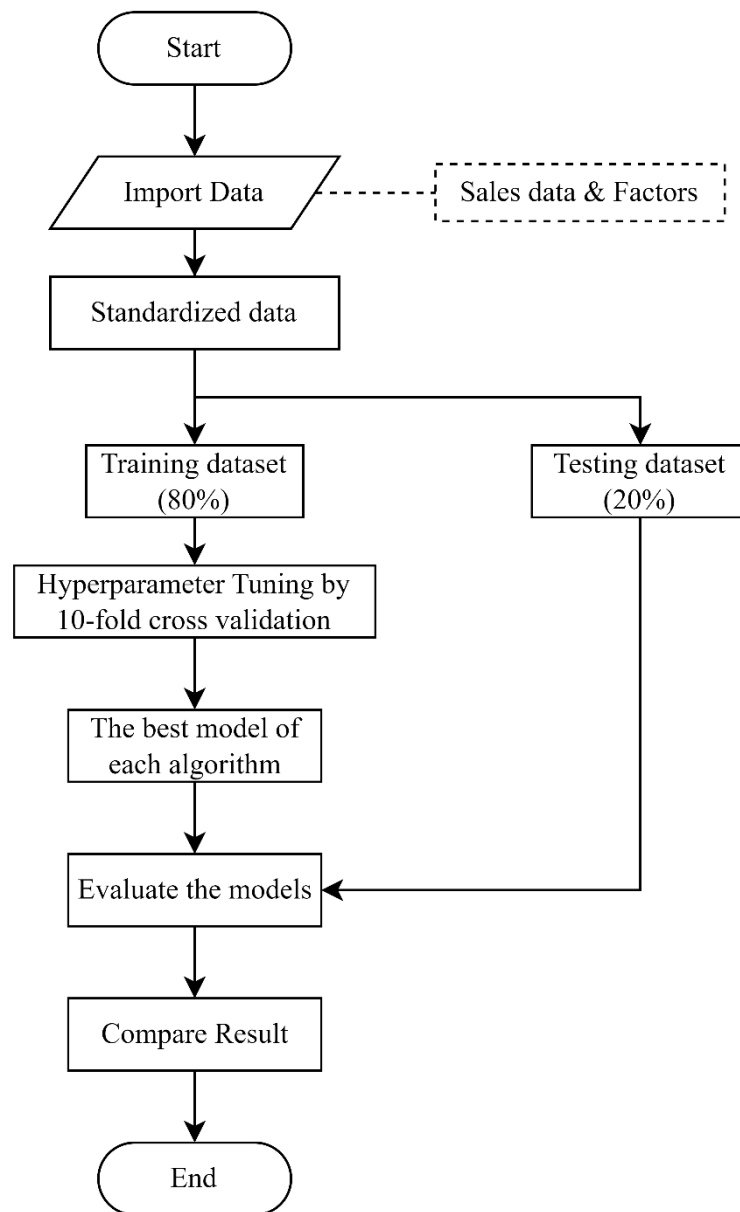 Start
Import Data
Sales data & Factors
Standardized data
Training dataset
(80%)
Testing dataset
(20%)
Hyperparameter Tuning by
10-fold cross validation
The best model of
each algorithm
Evaluate the models
Compare Result
End